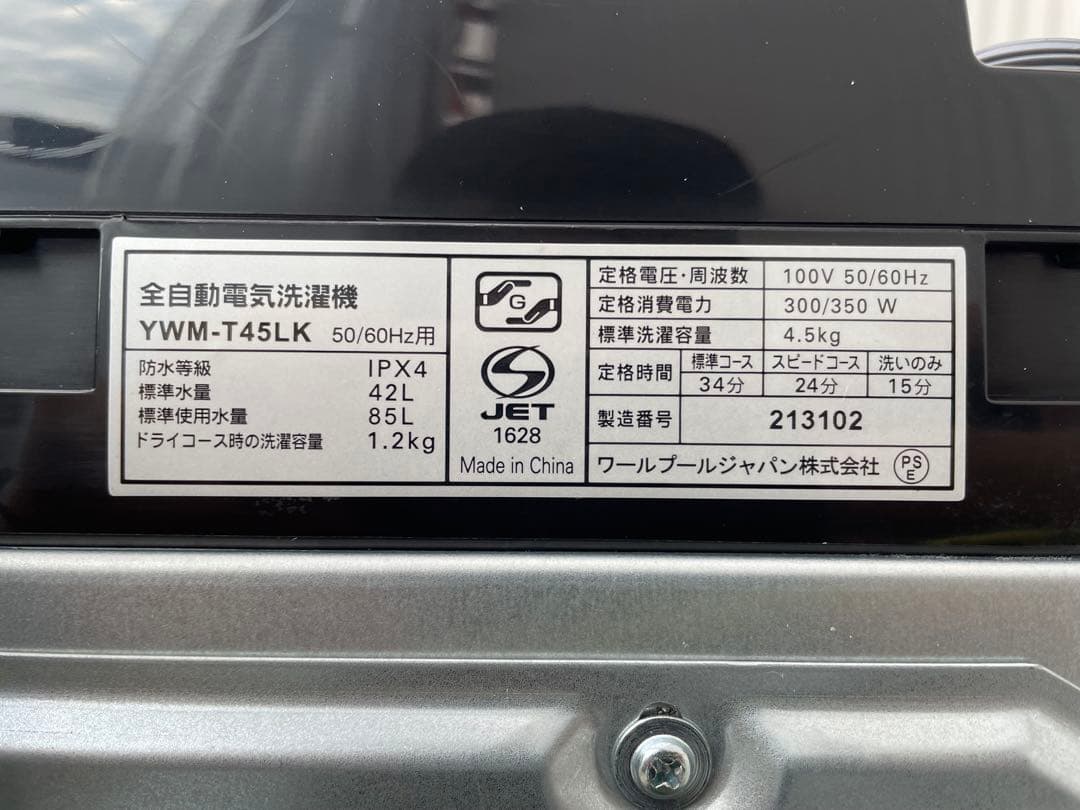 全自動電気洗濯機
YWM-T45LK 50/60Hz用
防水等級 IPX4
標準水量 42L
標準使用水量 85L
ドライコース時の洗濯容量 1.2kg
G
JET
1628
Made in China
定格電圧・周波数 100V 50/60Hz
定格消費電力 300/350 W
標準洗濯容量 4.5kg
定格時間 標準コース スピードコース 洗いのみ
34分 24分 15分
製造番号 213102
ワールプールジャパン株式会社 PSE